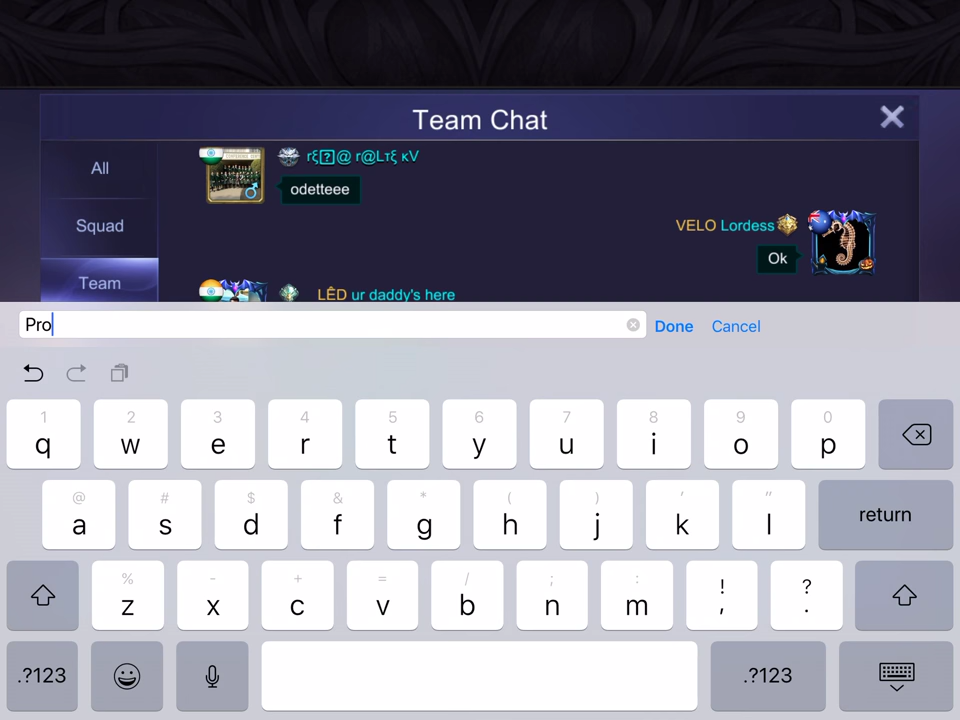 Team Chat
All
rξ@ r@Lτξ κV
odetteee
Squad
VELO Lordess
Ok
Team
LÊD ur daddy's here
Pro
Done
Cancel
1 2 3 4 5 6 7 8 9 0
q w e r t y u i o p
@ # $ & * ( ) ' "
a s d f g h j k l
return
% - + = / ; : ! ?
z x c v b n m , .
.?123
.?123